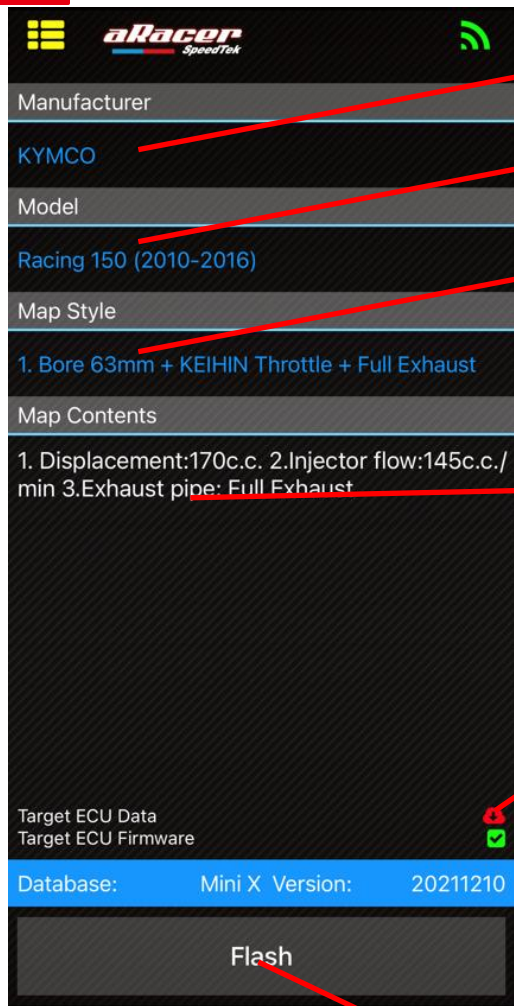 aRacer
SpeedTek
Manufacturer
KYMCO
Model
Racing 150 (2010-2016)
Map Style
1. Bore 63mm + KEIHIN Throttle + Full Exhaust
Map Contents
1. Displacement:170c.c. 2.Injector flow:145c.c./
min 3.Exhaust pipe: Full Exhaust
Target ECU Data
Target ECU Firmware
Database: Mini X Version: 20211210
Flash